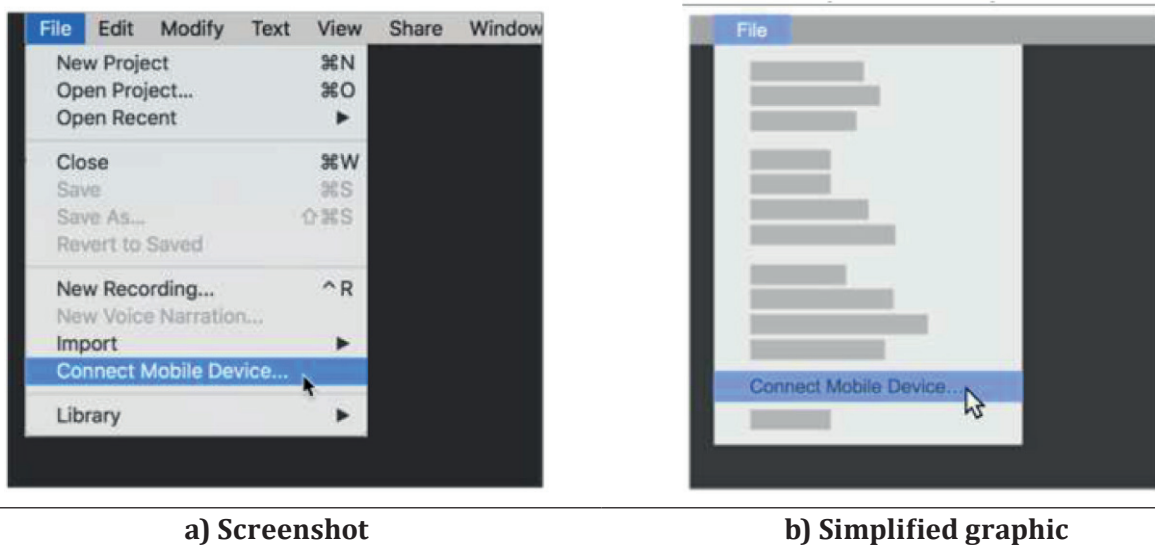 File Edit Modify Text View Share Window
New Project ⌘N
Open Project... ⌘O
Open Recent ▶
Close ⌘W
Save ⌘S
Save As... ⇧⌘S
Revert to Saved
New Recording... ^R
New Voice Narration...
Import ▶
Connect Mobile Device...
Library ▶
a) Screenshot
File
Connect Mobile Device...
b) Simplified graphic